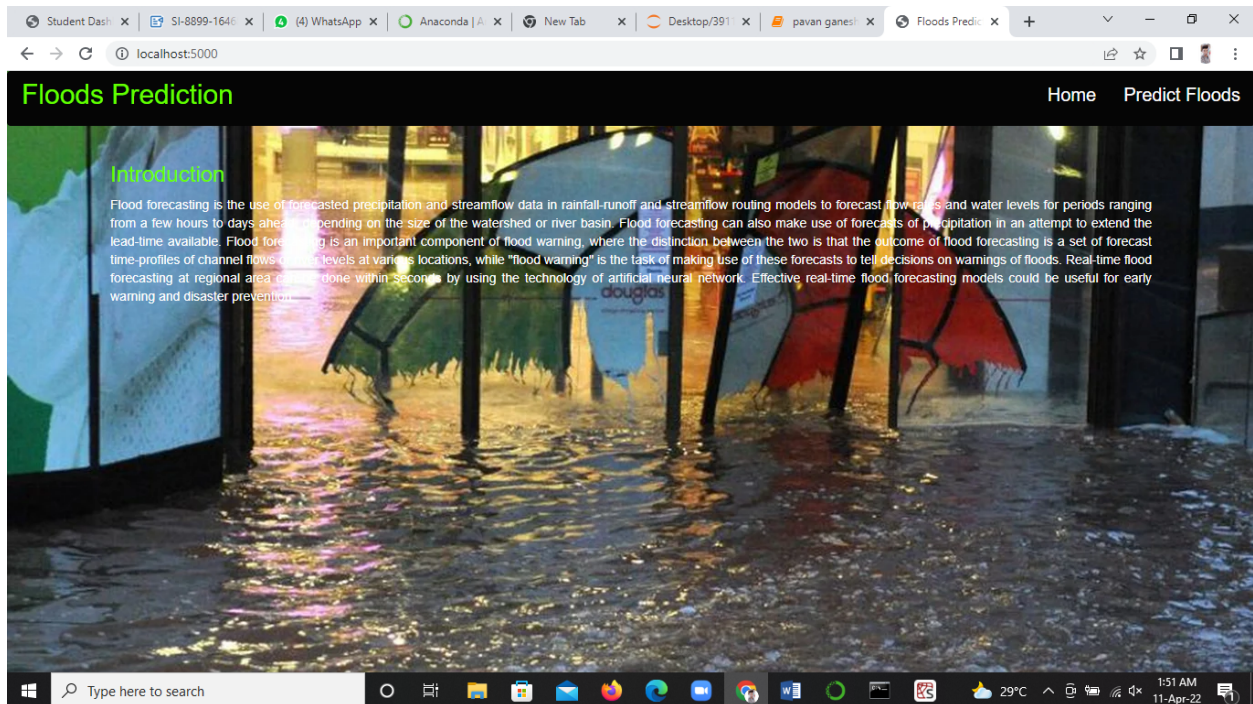 Student Dash
SI-8899-1646
(4) WhatsApp
Anaconda | A
New Tab
Desktop/391
pavan ganesh
Floods Predic
localhost:5000
Floods Prediction
Home
Predict Floods
Introduction
Flood forecasting is the use of forecasted precipitation and streamflow data in rainfall-runoff and streamflow routing models to forecast flow rates and water levels for periods ranging
from a few hours to days ahead depending on the size of the watershed or river basin. Flood forecasting can also make use of forecasts of precipitation in an attempt to extend the
lead-time available. Flood forecasting is an important component of flood warning, where the distinction between the two is that the outcome of flood forecasting is a set of forecast
time-profiles of channel flows or river levels at various locations, while "flood warning" is the task of making use of these forecasts to tell decisions on warnings of floods. Real-time flood
forecasting at regional area can be done within seconds by using the technology of artificial neural network. Effective real-time flood forecasting models could be useful for early
warning and disaster prevention.
douglas
Type here to search
29°C
1:51 AM
11-Apr-22